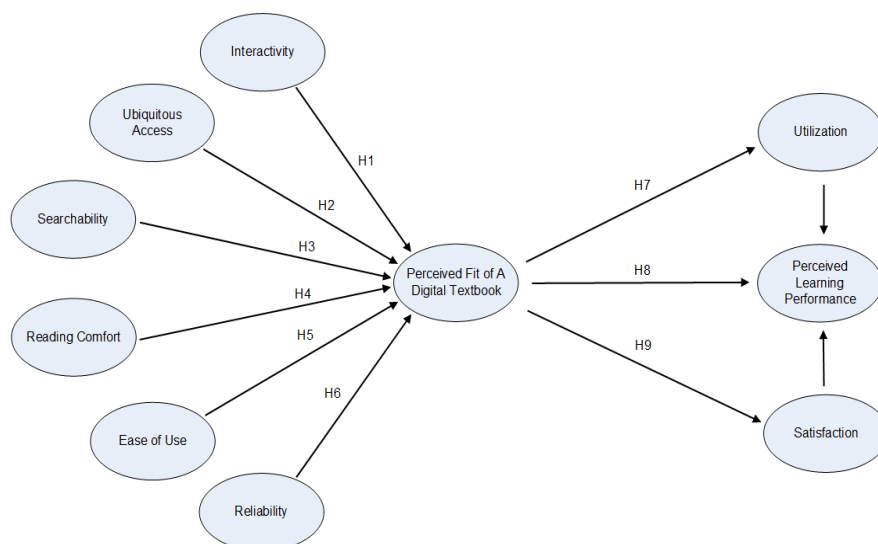 Interactivity
Ubiquitous
Access
H1
Utilization
H7
H2
Searchability
H3
Perceived Fit of A
Digital Textbook
H8
Perceived
Learning
Performance
H4
Reading Comfort
H5
H9
H6
Ease of Use
Satisfaction
Reliability